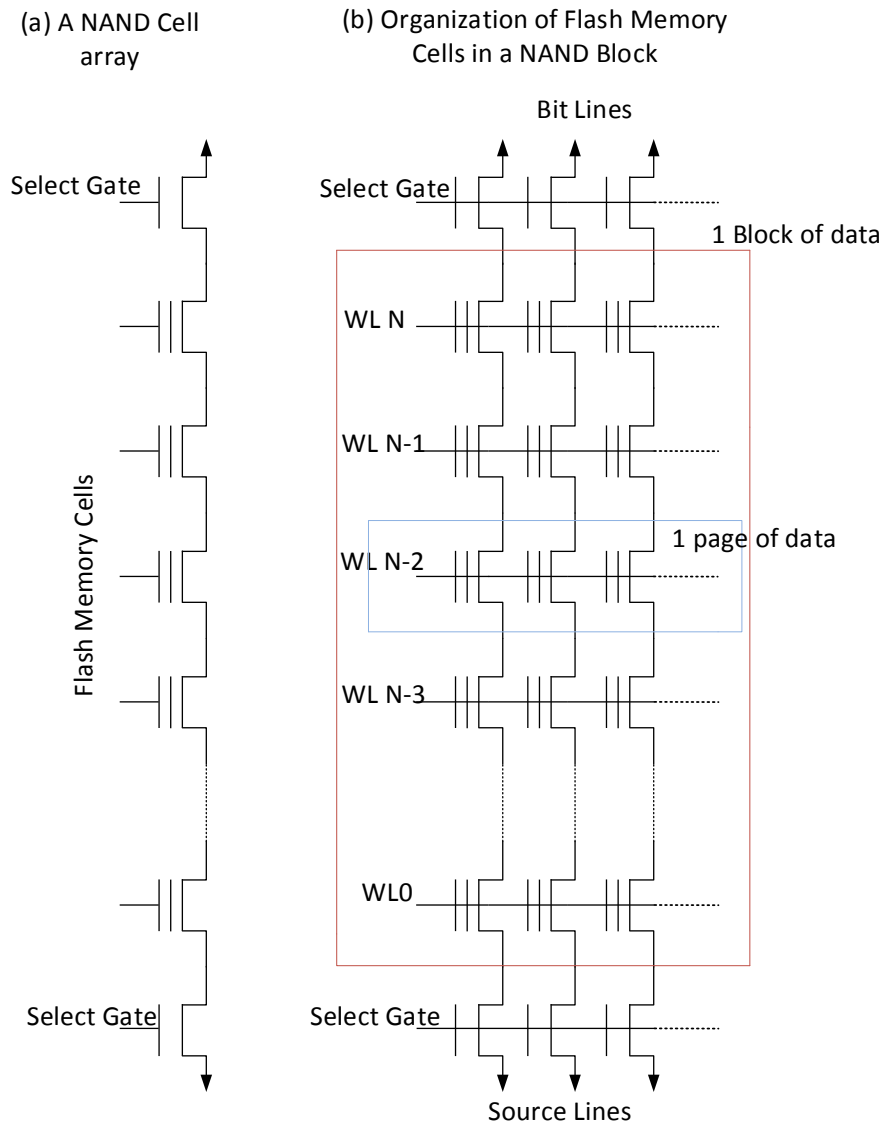 (a) A NAND Cell
array
Select Gate
Flash Memory Cells
Select Gate
(b) Organization of Flash Memory
Cells in a NAND Block
Bit Lines
Select Gate
1 Block of data
WL N
WL N-1
1 page of data
WL N-2
WL N-3
WL0
Select Gate
Source Lines